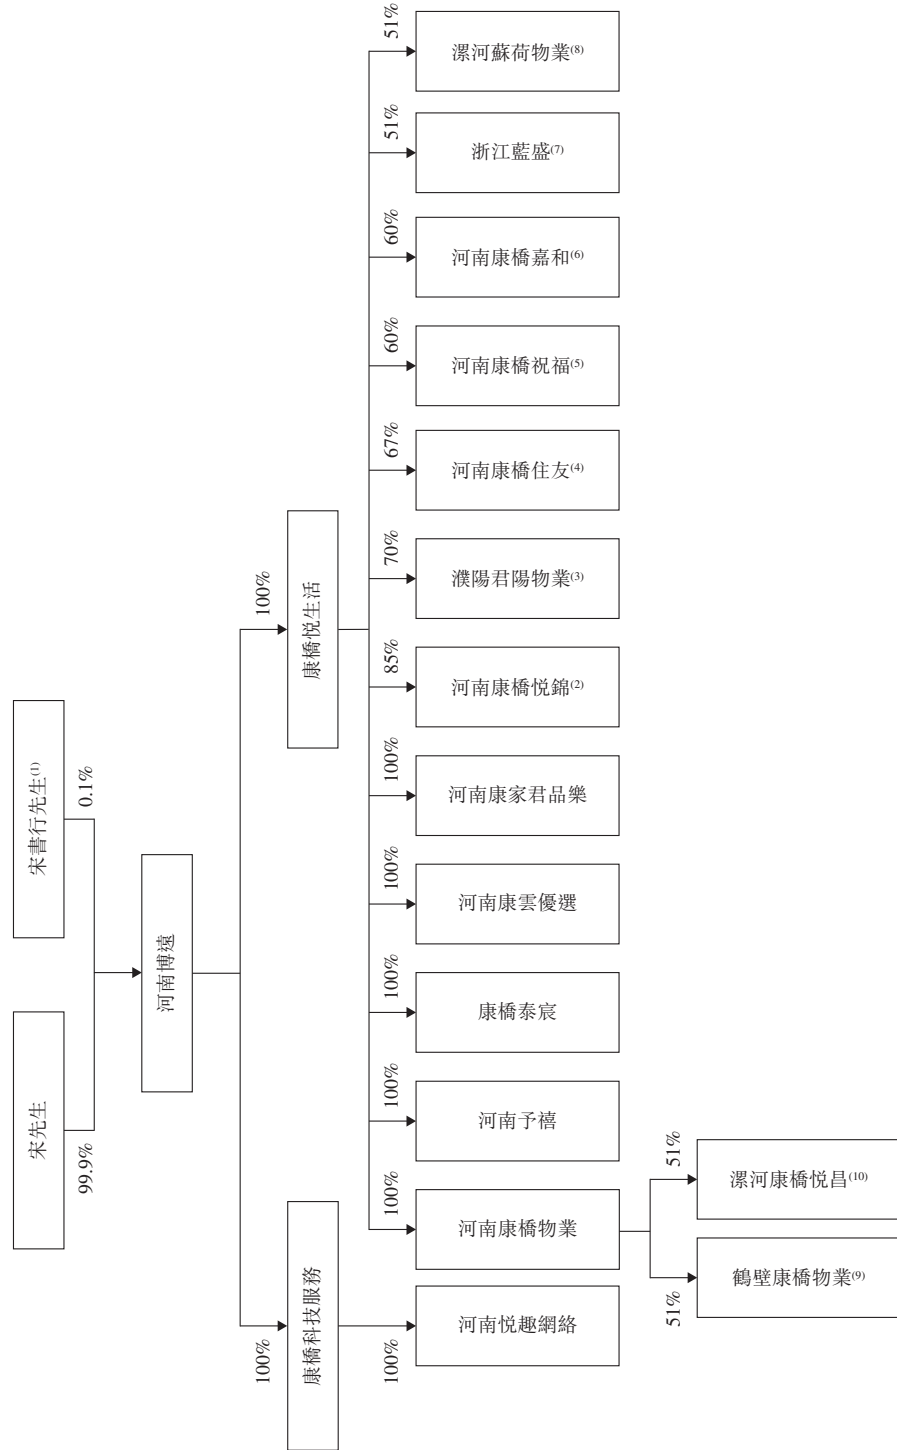 宋先生
宋書行先生(1)
99.9%
0.1%
河南博遠
100%
100%
康橋科技服務
康橋悦生活
100%
100%
100%
100%
100%
100%
85%
70%
67%
60%
60%
51%
51%
河南悦趣網絡
河南康橋物業
河南予禧
康橋泰宸
河南康雲優選
河南康家君品樂
河南康橋悦錦(2)
濮陽君陽物業(3)
河南康橋住友(4)
河南康橋祝福(5)
河南康橋嘉和(6)
浙江藍盛(7)
漯河蘇荷物業(8)
51%
51%
鶴壁康橋物業(9)
漯河康橋悦昌(10)